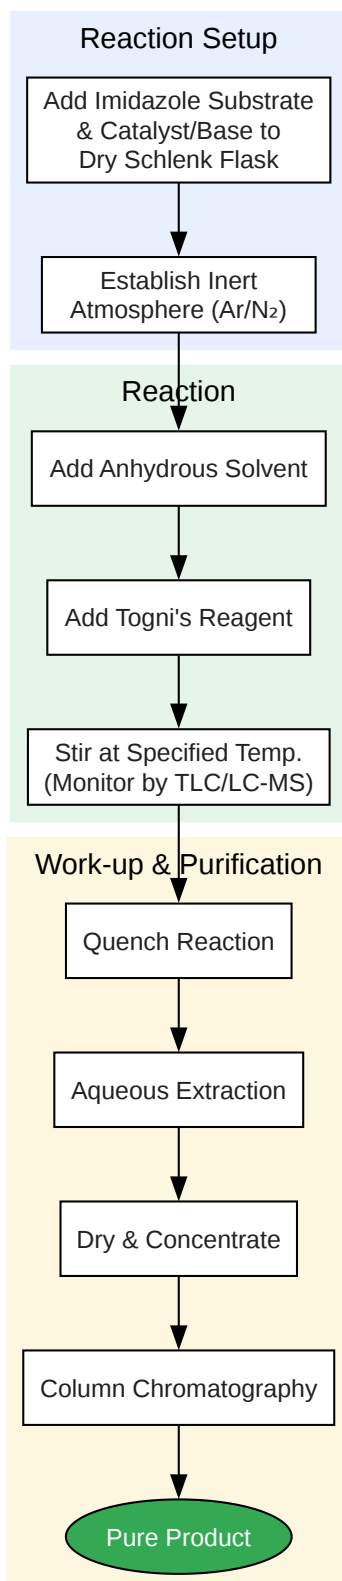 Reaction Setup
Add Imidazole Substrate
& Catalyst/Base to
Dry Schlenk Flask
Establish Inert
Atmosphere (Ar/N₂)
Reaction
Add Anhydrous Solvent
Add Togni's Reagent
Stir at Specified Temp.
(Monitor by TLC/LC-MS)
Work-up & Purification
Quench Reaction
Aqueous Extraction
Dry & Concentrate
Column Chromatography
Pure Product